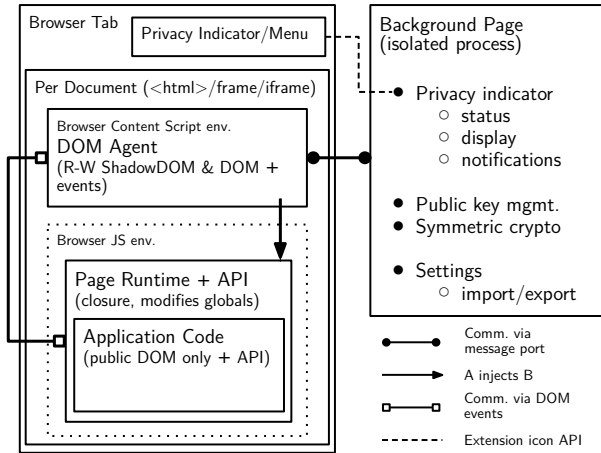 Browser Tab
Privacy Indicator/Menu
Per Document (<html>/frame/iframe)
Browser Content Script env.
DOM Agent
(R-W ShadowDOM & DOM +
events)
Browser JS env.
Page Runtime + API
(closure, modifies globals)
Application Code
(public DOM only + API)
Background Page
(isolated process)
● Privacy indicator
○ status
○ display
○ notifications
● Public key mgmt.
● Symmetric crypto
● Settings
○ import/export
Comm. via
message port
A injects B
Comm. via DOM
events
Extension icon API